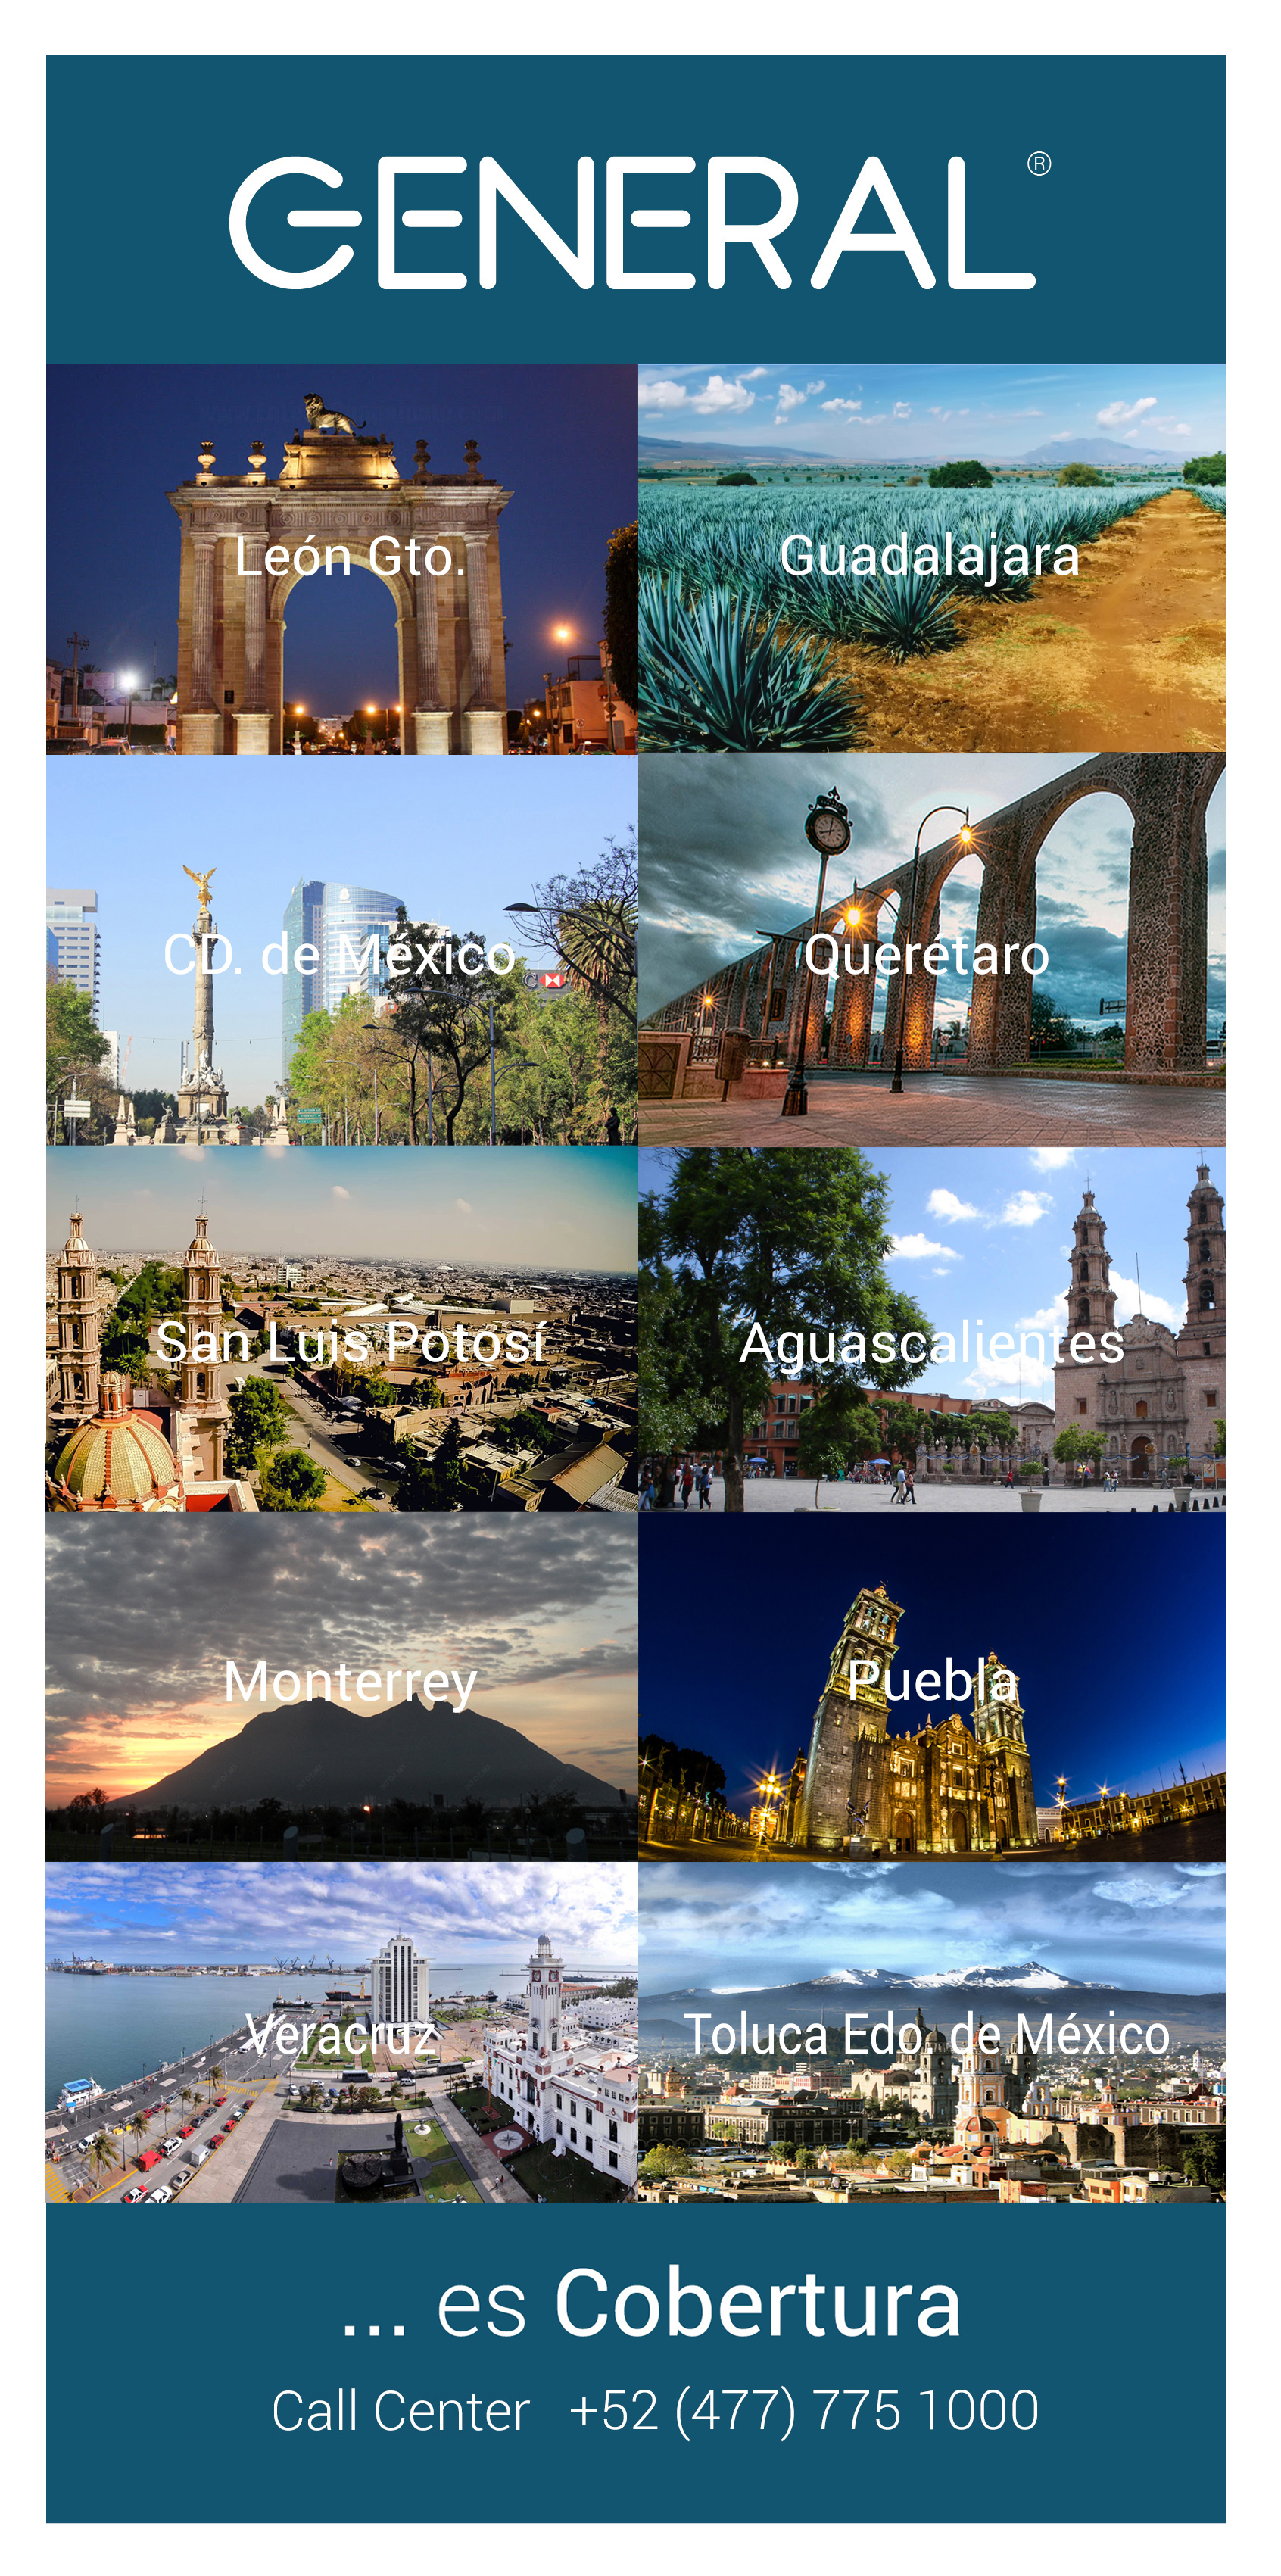 GENERAL®
León Gto.
Guadalajara
CD. de México
Querétaro
San Luis Potosí
Aguascalientes
Monterrey
Puebla
Veracruz
Toluca Edo. de México
... es Cobertura
Call Center +52 (477) 775 1000